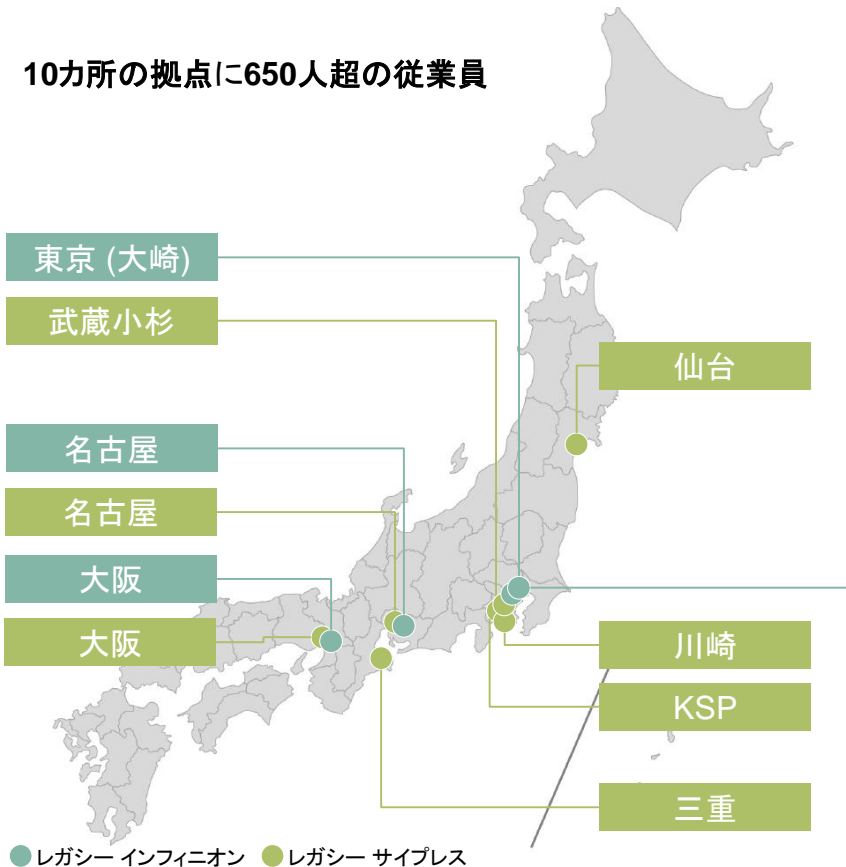 10カ所の拠点に650人超の従業員
東京 (大崎)
武蔵小杉
仙台
名古屋
名古屋
大阪
大阪
川崎
KSP
三重
レガシー インフィニオン
レガシー サイプレス